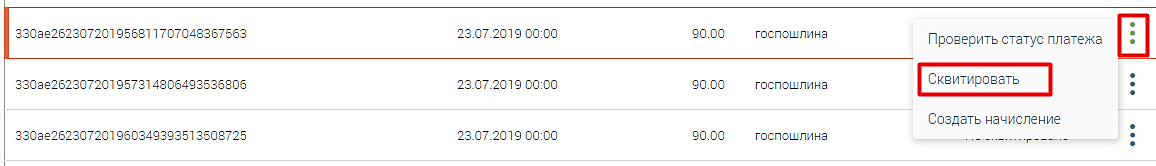 330ae262307201956811707048367563 23.07.2019 00:00 90.00 госпошлина
Проверить статус платежа
330ae262307201957314806493536806 23.07.2019 00:00 90.00 госпошлина
Сквитировать
Создать начисление
330ae262307201960349393513508725 23.07.2019 00:00 90.00 госпошлина